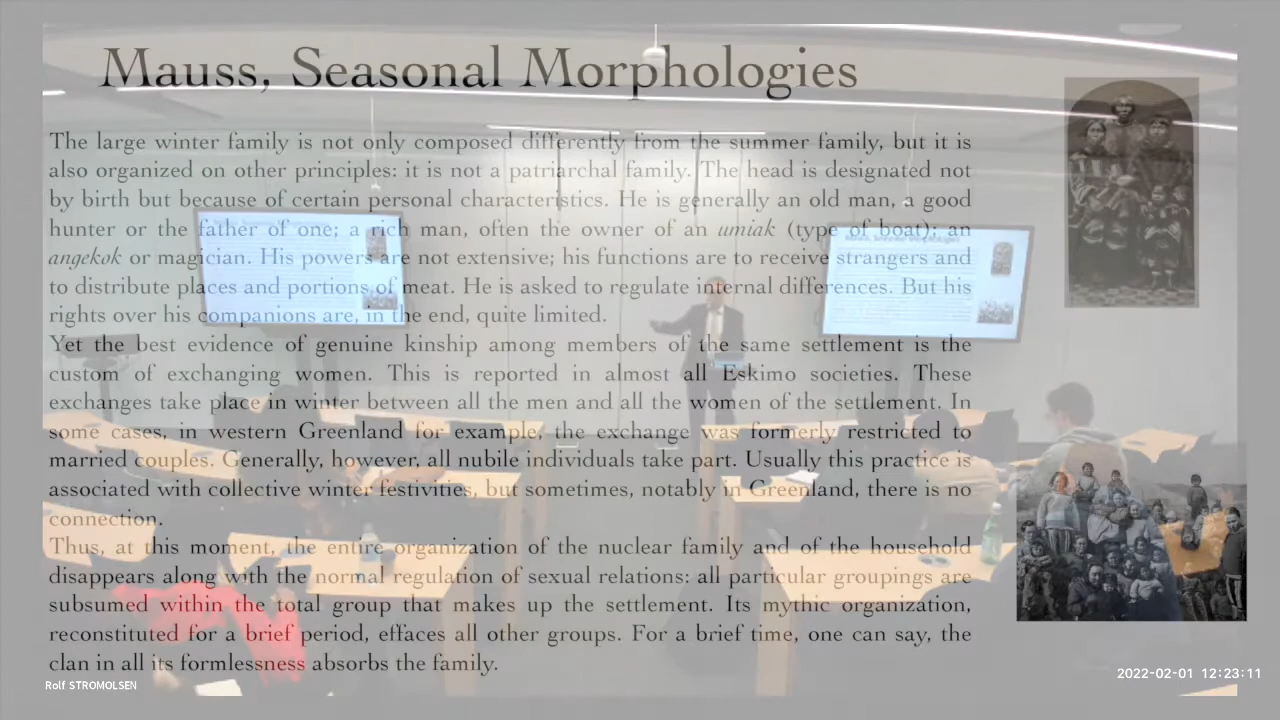 Mauss, Seasonal Morphologies
The large winter family is not only composed differently from the summer family, but it is
also organized on other principles: it is not a patriarchal family. The head is designated not
by birth but because of certain personal characteristics. He is generally an old man, a good
hunter or the father of one; a rich man, often the owner of an umiak (type of boat); an
angekok or magician. His powers are not extensive; his functions are to receive strangers and
to distribute places and portions of meat. He is asked to regulate internal differences. But his
rights over his companions are, in the end, quite limited.
Yet the best evidence of genuine kinship among members of the same settlement is the
custom of exchanging women. This is reported in almost all Eskimo societies. These
exchanges take place in winter between all the men and all the women of the settlement. In
some cases, in western Greenland for example, the exchange was formerly restricted to
married couples. Generally, however, all nubile individuals take part. Usually this practice is
associated with collective winter festivities, but sometimes, notably in Greenland, there is no
connection.
Thus, at this moment, the entire organization of the nuclear family and of the household
disappears along with the normal regulation of sexual relations: all particular groupings are
subsumed within the total group that makes up the settlement. Its mythic organization,
reconstituted for a brief period, effaces all other groups. For a brief time, one can say, the
clan in all its formlessness absorbs the family.
Rolf STROMOLSEN
2022-02-01 12:23:11